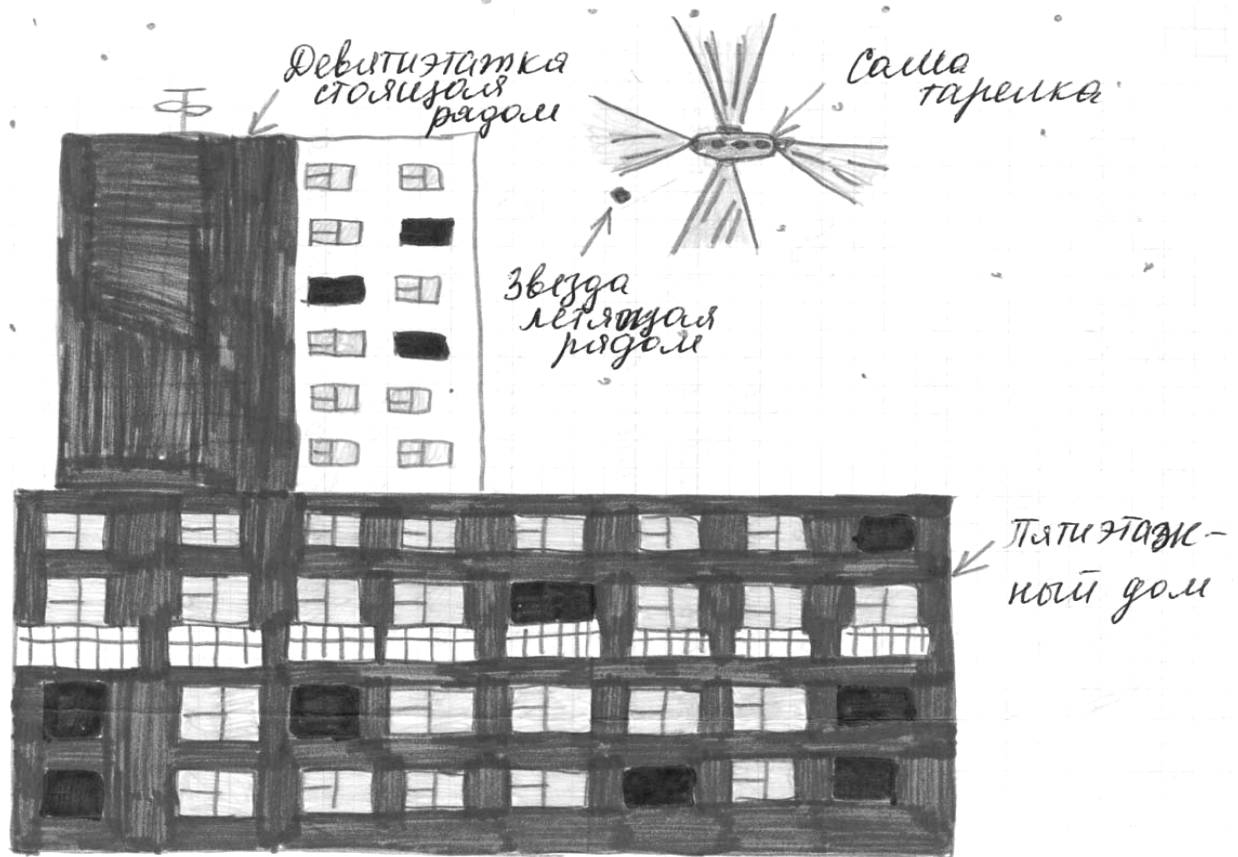 Девятиэтажка
стоящая
рядом
Сама
тарелка
Звезда
летящая
рядом
Пятиэтаж-
ный дом